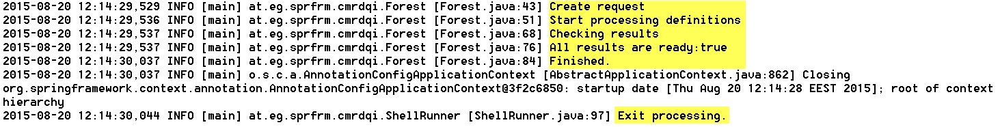 2015-08-20 12:14:29,529 INFO [main] at.eg.sprfrm.cmrdqi.Forest [Forest.java:43] Create request
2015-08-20 12:14:29,536 INFO [main] at.eg.sprfrm.cmrdqi.Forest [Forest.java:51] Start processing definitions
2015-08-20 12:14:29,537 INFO [main] at.eg.sprfrm.cmrdqi.Forest [Forest.java:68] Checking results
2015-08-20 12:14:29,537 INFO [main] at.eg.sprfrm.cmrdqi.Forest [Forest.java:76] All results are ready:true
2015-08-20 12:14:30,037 INFO [main] at.eg.sprfrm.cmrdqi.Forest [Forest.java:84] Finished.
2015-08-20 12:14:30,037 INFO [main] o.s.c.a.AnnotationConfigApplicationContext [AbstractApplicationContext.java:862] Closing
org.springframework.context.annotation.AnnotationConfigApplicationContext@3f2c6850: startup date [Thu Aug 20 12:14:28 EEST 2015]; root of context
hierarchy
2015-08-20 12:14:30,044 INFO [main] at.eg.sprfrm.cmrdqi.ShellRunner [ShellRunner.java:97] Exit processing.